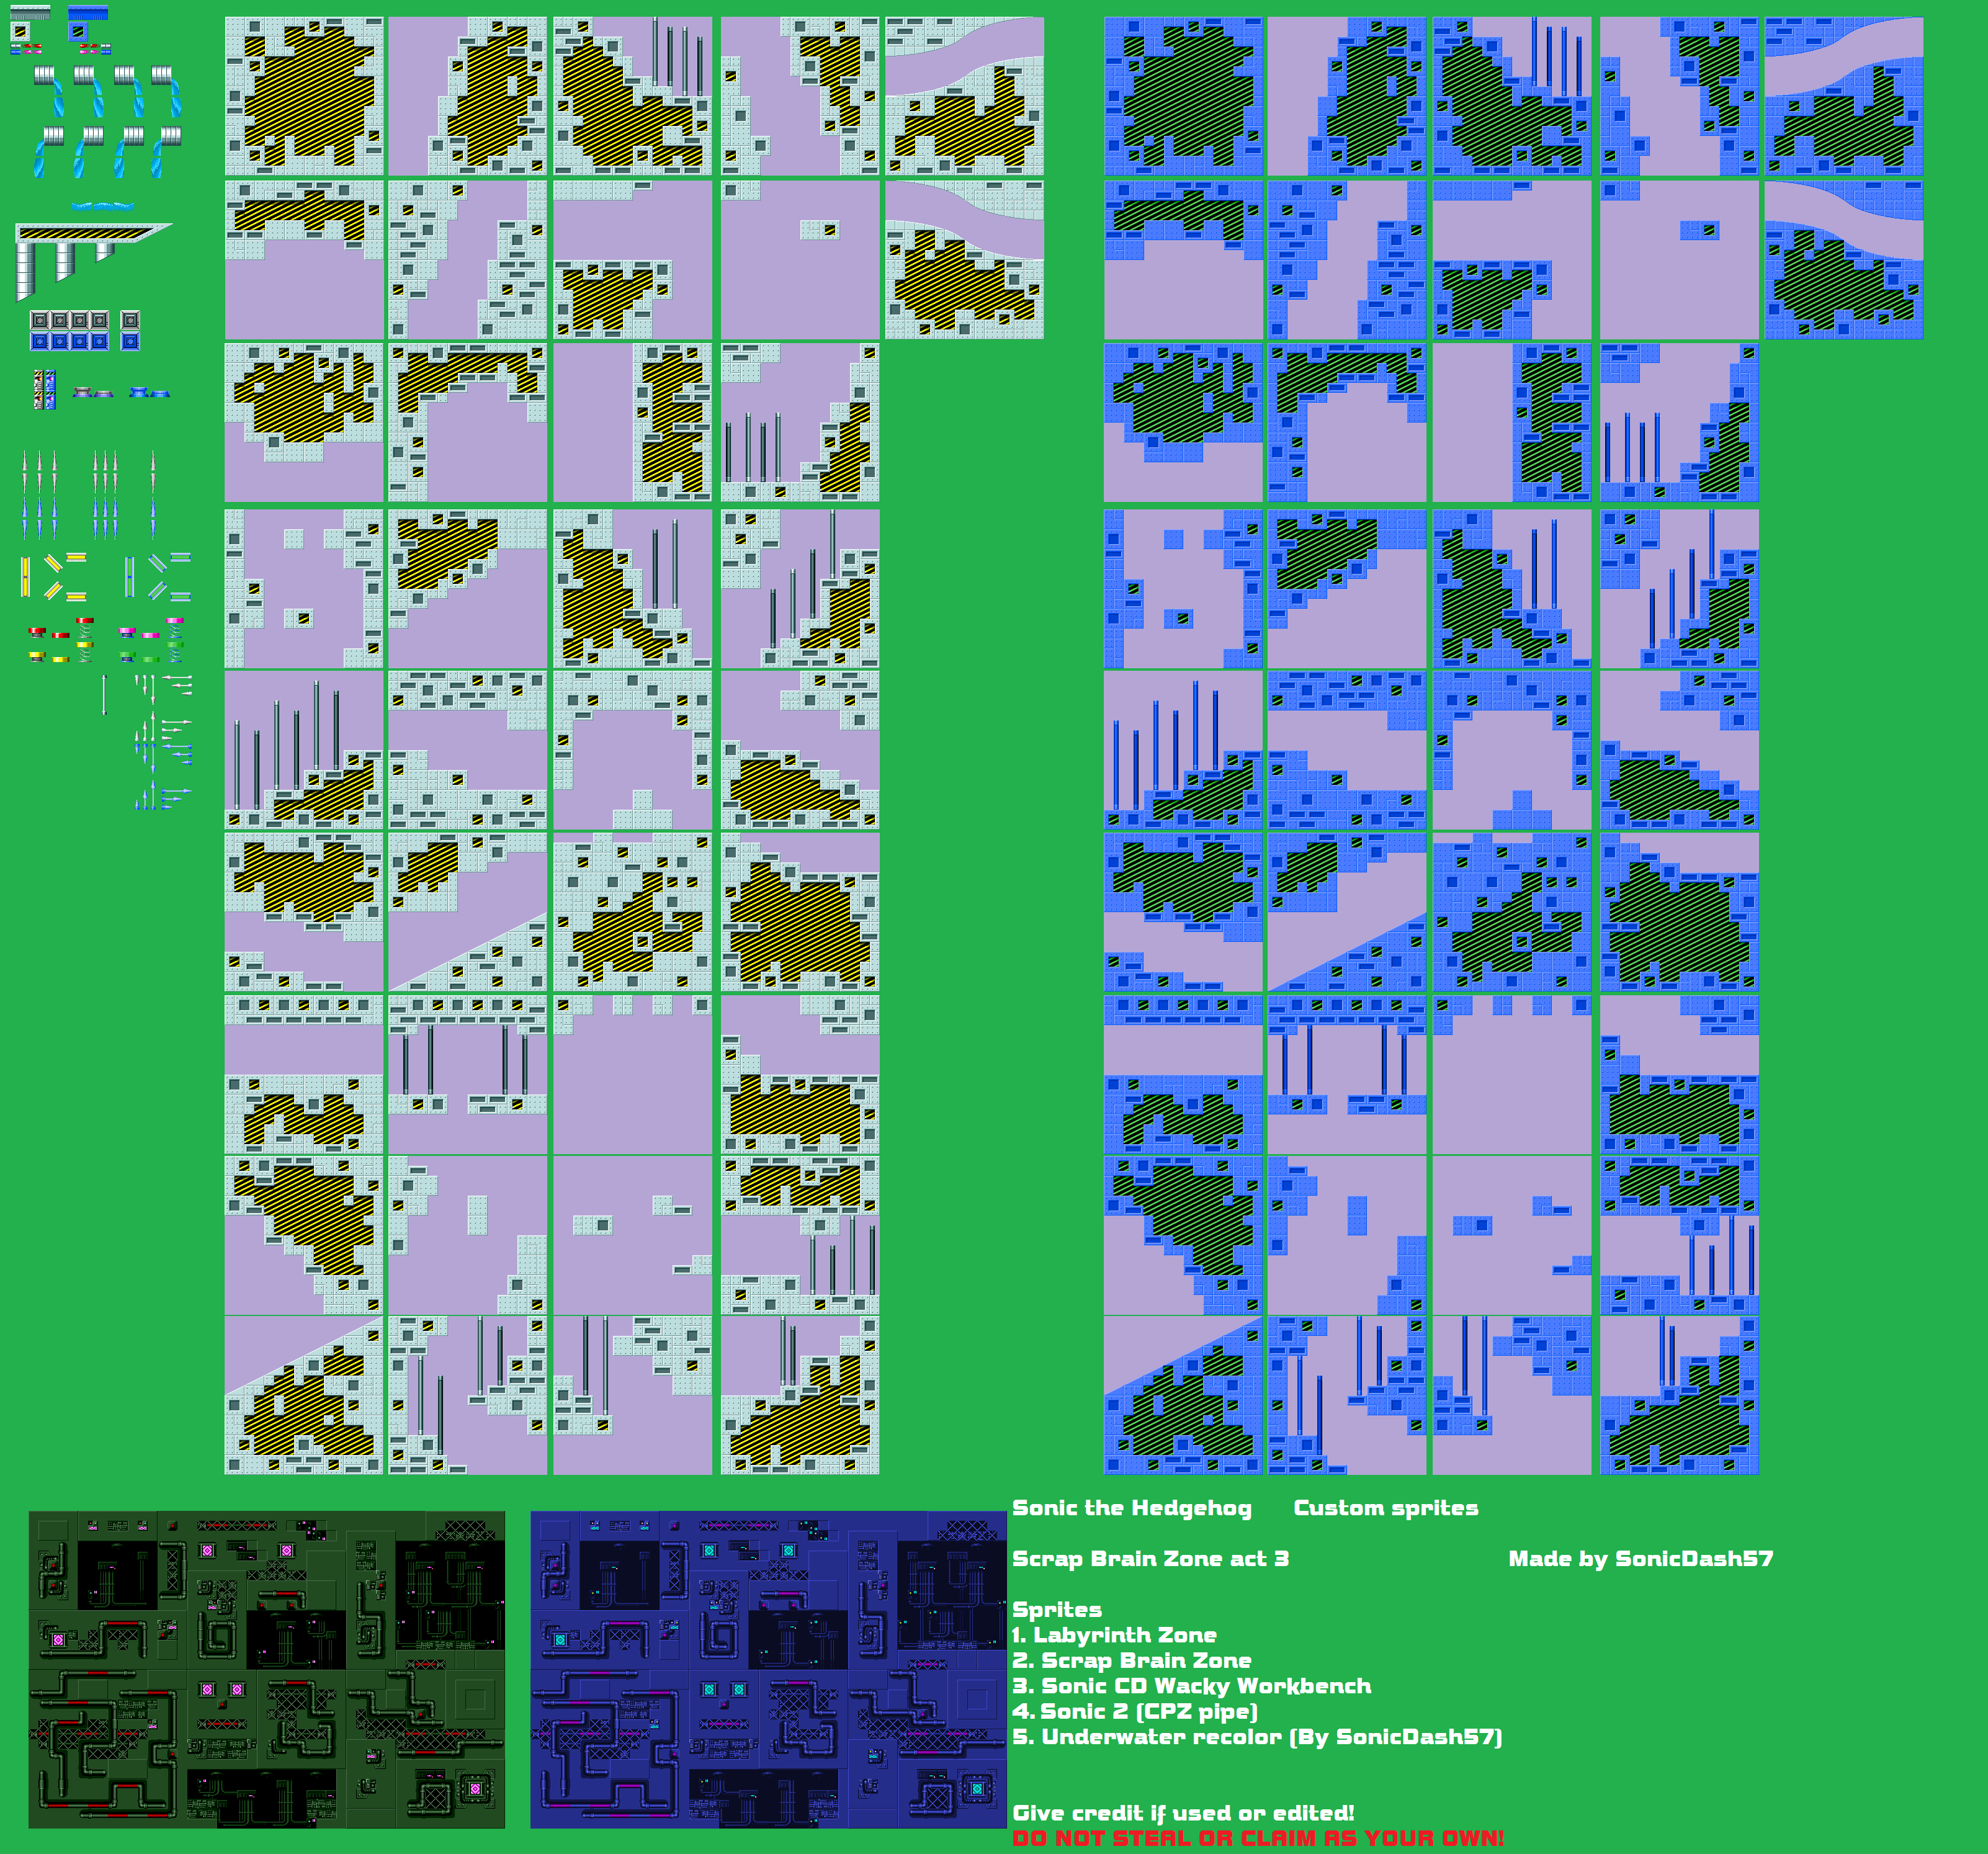 Sonic the Hedgehog Custom sprites
Scrap Brain Zone act 3 Made by SonicDash57
Sprites
1. Labyrinth Zone
2. Scrap Brain Zone
3. Sonic CD Wacky Workbench
4. Sonic 2 (CPZ pipe)
5. Underwater recolor (By SonicDash57)
Give credit if used or edited!
DO NOT STEAL OR CLAIM AS YOUR OWN!